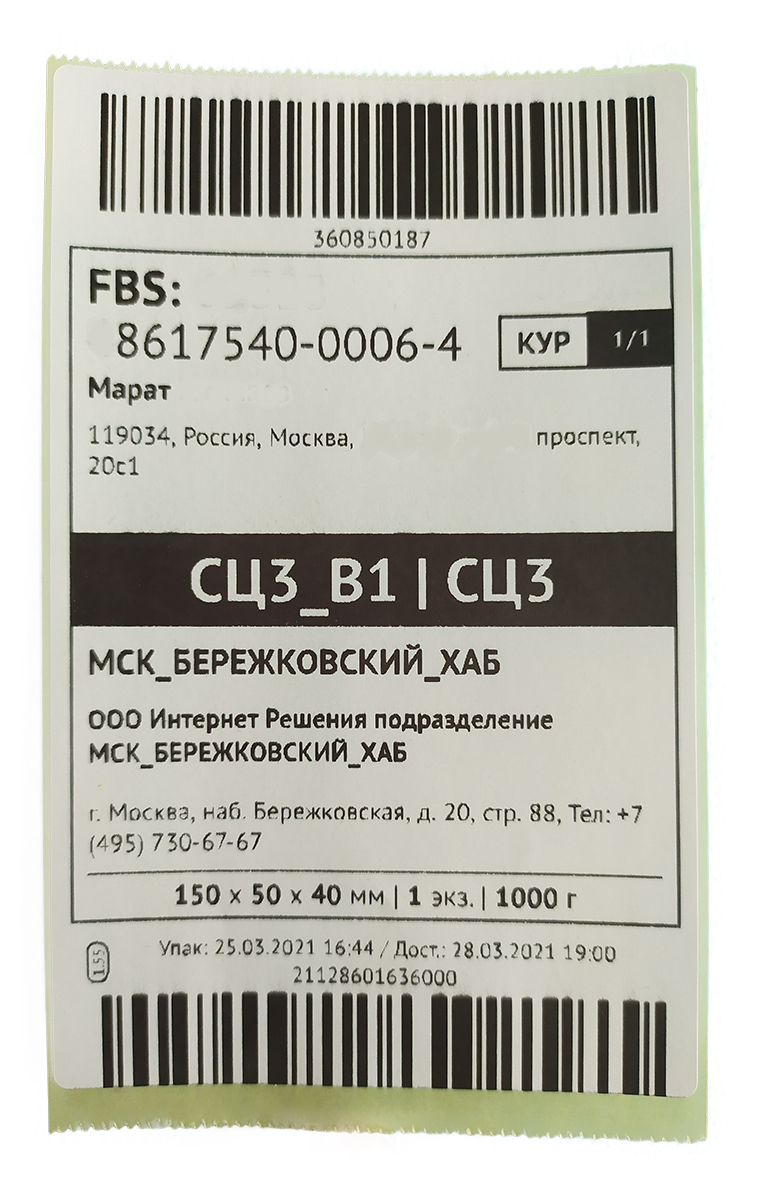 360850187
FBS:
8617540-0006-4
КУР 1/1
Марат
119034, Россия, Москва, проспект,
20с1
СЦ3_В1 | СЦ3
МСК_БЕРЕЖКОВСКИЙ_ХАБ
ООО Интернет Решения подразделение
МСК_БЕРЕЖКОВСКИЙ_ХАБ
г. Москва, наб. Бережковская, д. 20, стр. 88, Тел: +7
(495) 730-67-67
150 x 50 x 40 мм | 1 экз. | 1000 г
Упак: 25.03.2021 16:44 / Дост.: 28.03.2021 19:00
21128601636000